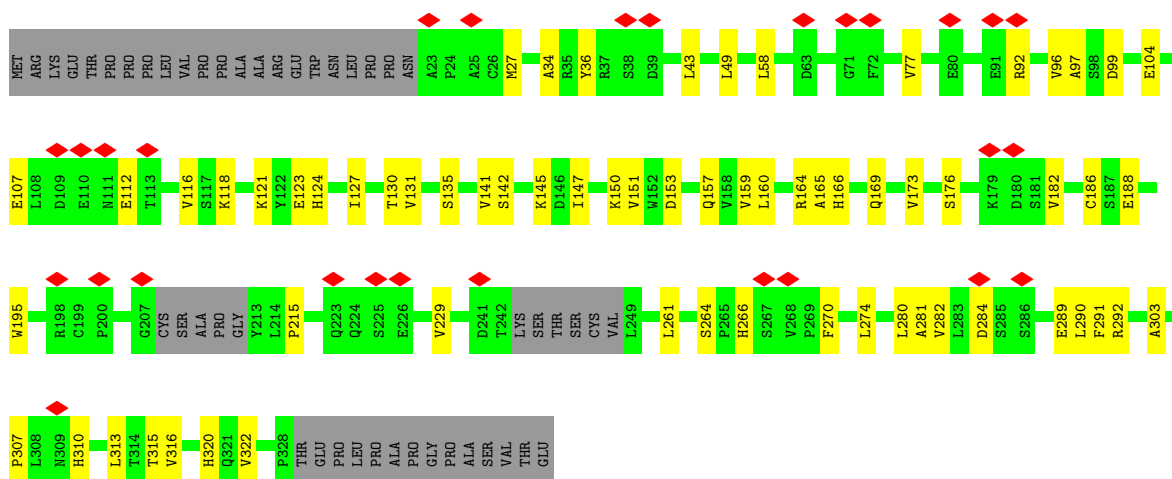 MET ARG LYS GLU THR PRO PRO PRO LEU VAL PRO PRO ALA ALA ARG GLU TRP ASN LEU PRO PRO ASN A23 P24 A25 C26 M27 A34 R35 Y36 R37 S38 D39 L43 L49 L58 D63 G71 F72 V77 E80 E91 R92 V96 A97 S98 D99 E104
E107 L108 D109 E110 N111 E112 T113 V116 S117 K118 K121 Y122 E123 H124 I127 T130 V131 S135 V141 S142 K145 D146 I147 K150 V151 W152 D153 Q157 V158 V159 L160 R164 A165 H166 Q169 V173 S176 K179 D180 S181 V182 C186 S187 E188
W195 R198 C199 P200 G207 CYS SER ALA PRO GLY Y213 L214 P215 Q223 Q224 S225 E226 V229 D241 T242 LYS SER THR SER CYS VAL L249 L261 S264 P265 H266 S267 V268 P269 F270 L274 L280 A281 V282 L283 D284 S285 S286 E289 L290 F291 R292 A303
P307 L308 N309 H310 L313 T314 T315 V316 H320 Q321 V322 P328 THR GLU PRO LEU PRO ALA PRO GLY PRO ALA SER VAL THR GLU